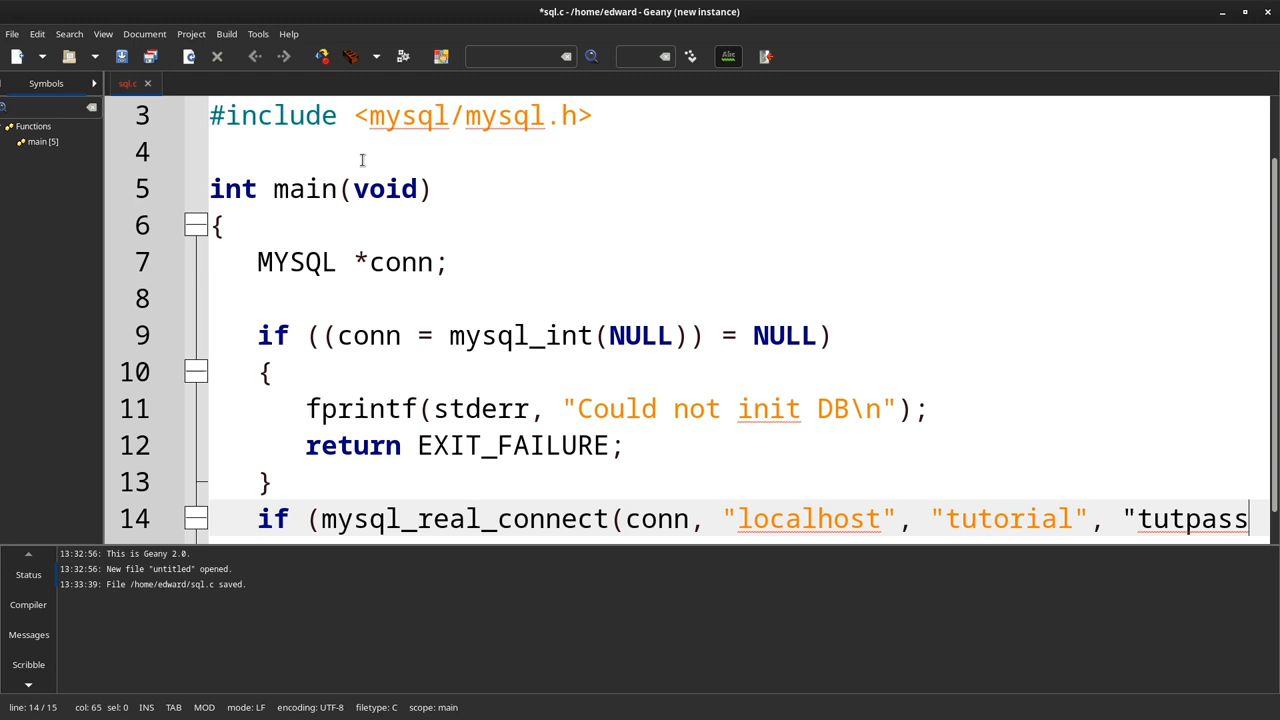 *sql.c - /home/edward - Geany (new instance)
File Edit Search View Document Project Build Tools Help
Abc
Symbols
sql.c
Functions
main [5]
3 #include <mysql/mysql.h>
4
5 int main(void)
6 {
7 MYSQL *conn;
8
9 if ((conn = mysql_int(NULL)) = NULL)
10 {
11 fprintf(stderr, "Could not init DB\n");
12 return EXIT_FAILURE;
13 }
14 if (mysql_real_connect(conn, "localhost", "tutorial", "tutpass
Status
Compiler
Messages
Scribble
13:32:56: This is Geany 2.0.
13:32:56: New file "untitled" opened.
13:33:39: File /home/edward/sql.c saved.
line: 14 / 15 col: 65 sel: 0 INS TAB MOD mode: LF encoding: UTF-8 filetype: C scope: main